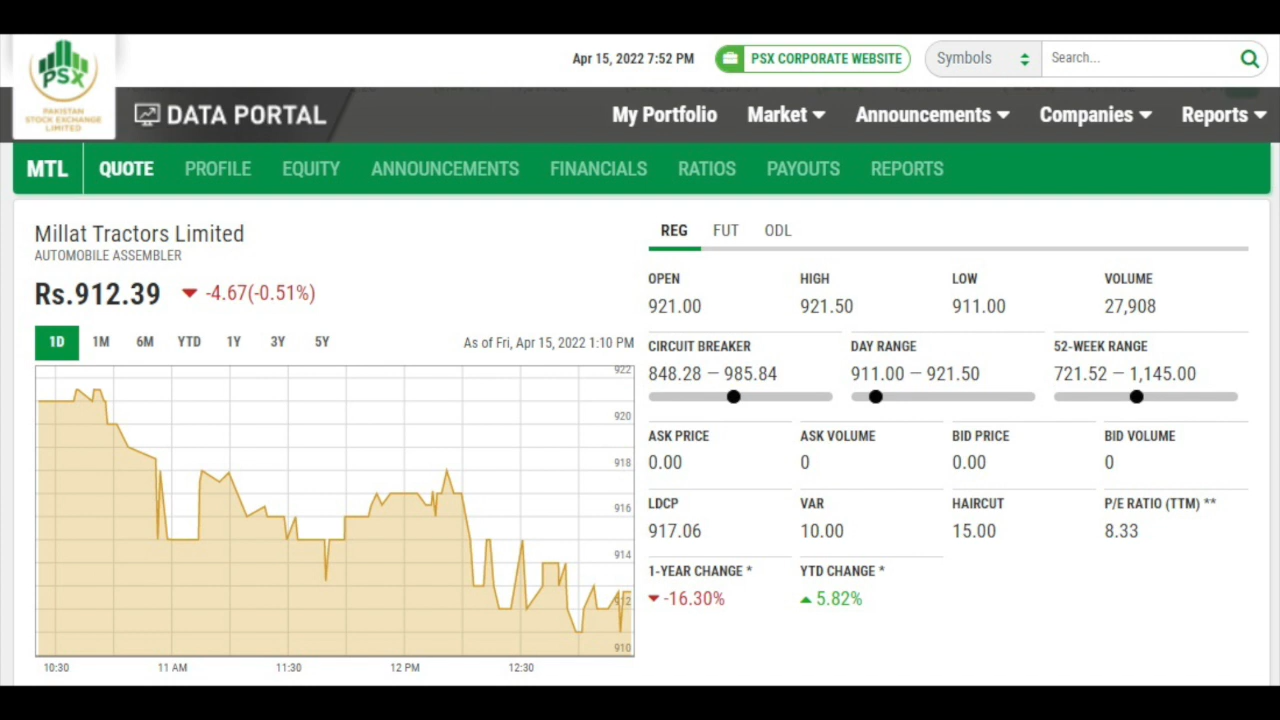 Apr 15, 2022 7:52 PM
PSX CORPORATE WEBSITE
Symbols
Search...
PSX
PAKISTAN
STOCK EXCHANGE
LIMITED
DATA PORTAL
My Portfolio Market Announcements Companies Reports
MTL QUOTE PROFILE EQUITY ANNOUNCEMENTS FINANCIALS RATIOS PAYOUTS REPORTS
Millat Tractors Limited
AUTOMOBILE ASSEMBLER
Rs.912.39 -4.67(-0.51%)
1D 1M 6M YTD 1Y 3Y 5Y
As of Fri, Apr 15, 2022 1:10 PM
922
920
918
916
914
912
910
10:30 11 AM 11:30 12 PM 12:30
REG FUT ODL
OPEN HIGH LOW VOLUME
921.00 921.50 911.00 27,908
CIRCUIT BREAKER DAY RANGE 52-WEEK RANGE
848.28 — 985.84 911.00 — 921.50 721.52 — 1,145.00
ASK PRICE ASK VOLUME BID PRICE BID VOLUME
0.00 0 0.00 0
LDCP VAR HAIRCUT P/E RATIO (TTM) **
917.06 10.00 15.00 8.33
1-YEAR CHANGE * YTD CHANGE *
-16.30% 5.82%